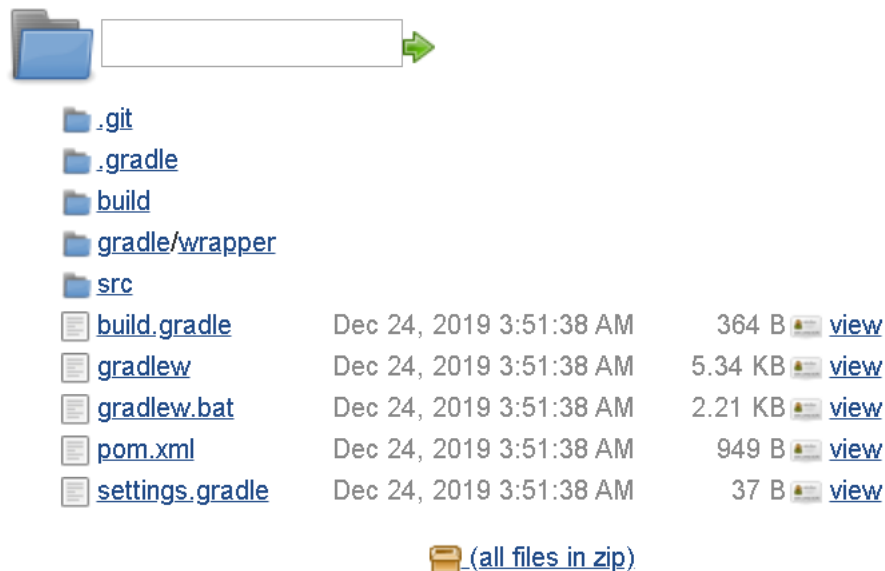 .git
.gradle
build
gradle/wrapper
src
build.gradle Dec 24, 2019 3:51:38 AM 364 B view
gradlew Dec 24, 2019 3:51:38 AM 5.34 KB view
gradlew.bat Dec 24, 2019 3:51:38 AM 2.21 KB view
pom.xml Dec 24, 2019 3:51:38 AM 949 B view
settings.gradle Dec 24, 2019 3:51:38 AM 37 B view
(all files in zip)